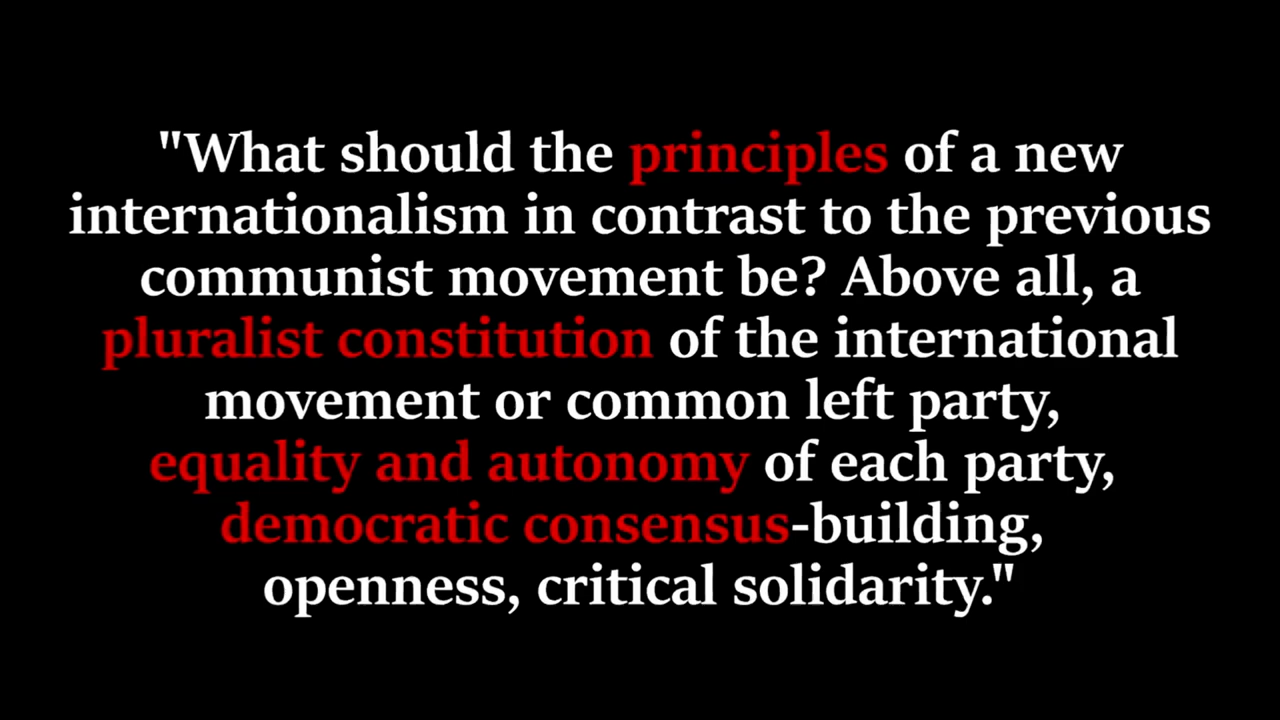 "What should the principles of a new
internationalism in contrast to the previous
communist movement be? Above all, a
pluralist constitution of the international
movement or common left party,
equality and autonomy of each party,
democratic consensus-building,
openness, critical solidarity."